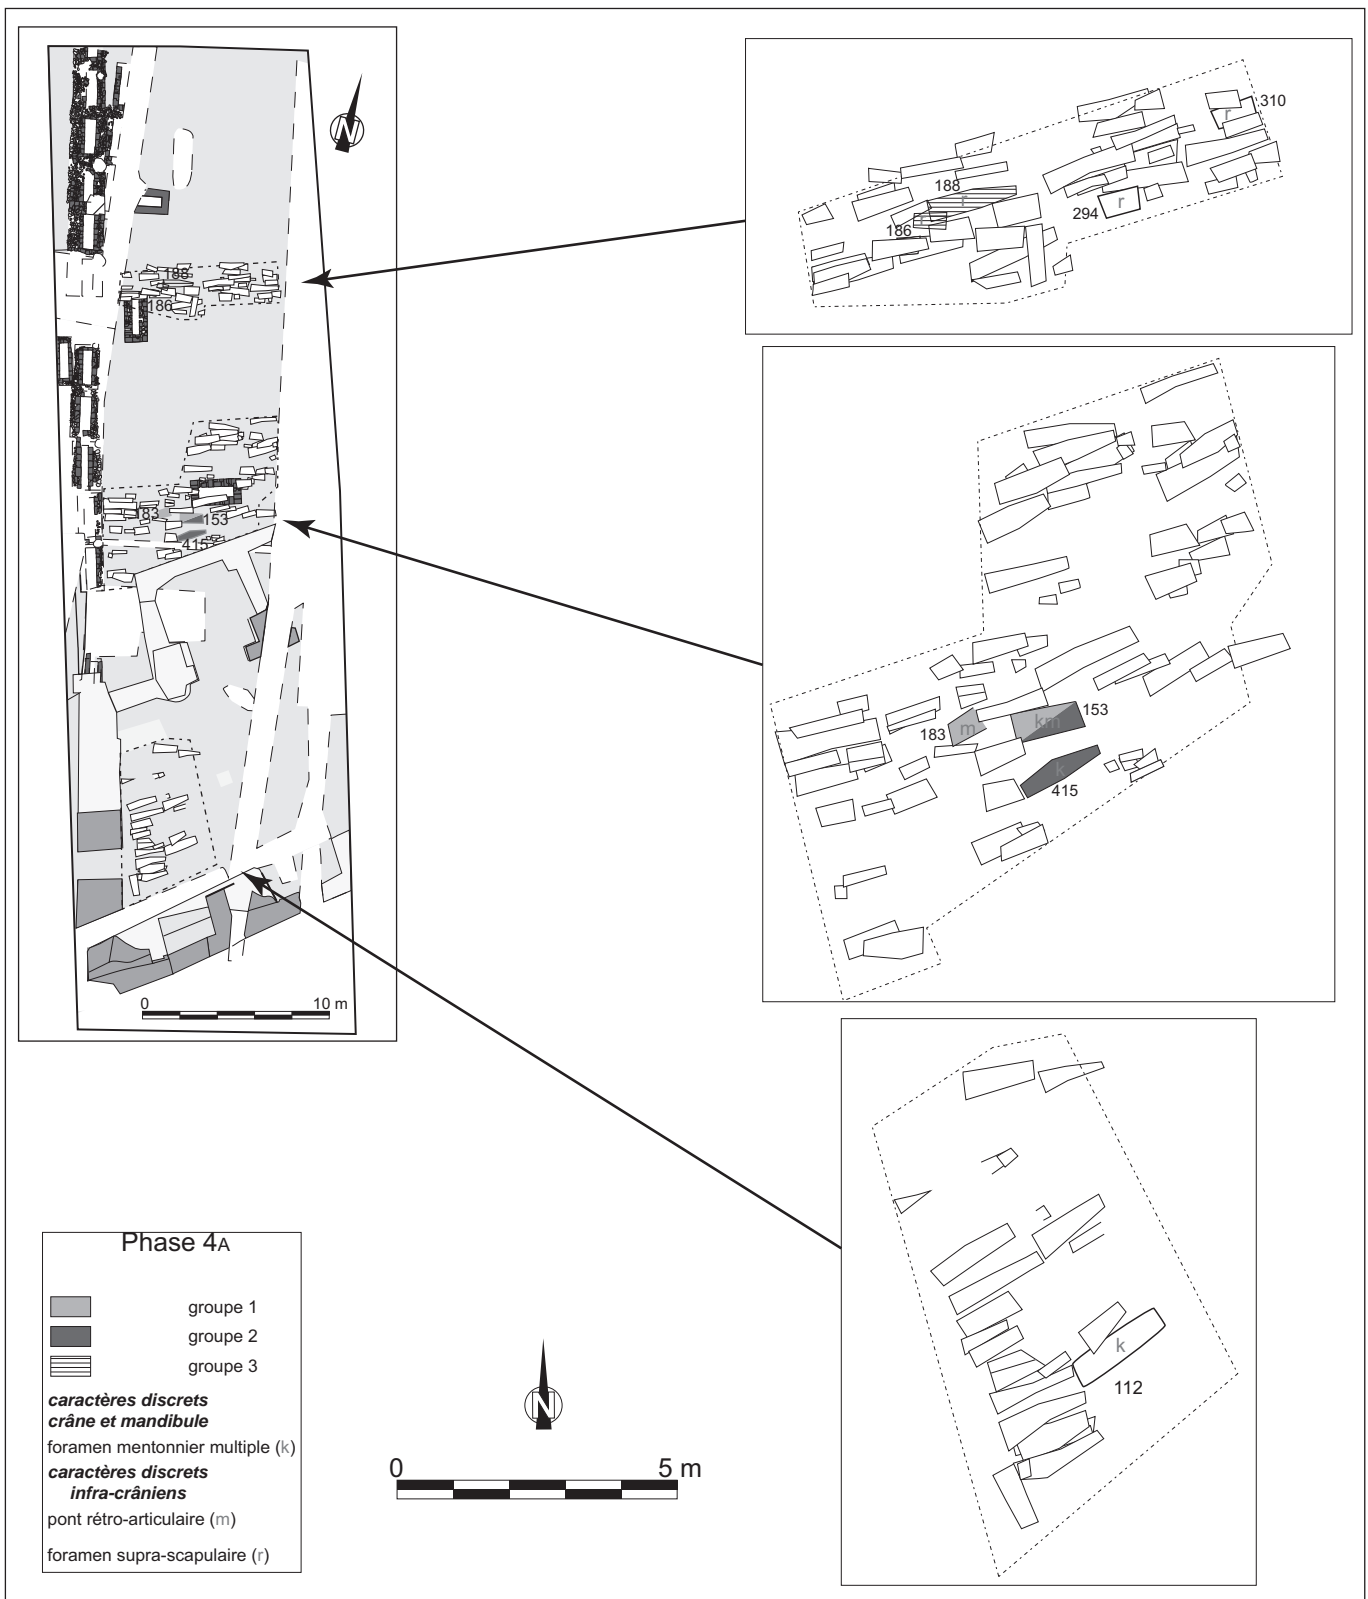 N
188
186
183
153
415
0 10 m
310
188
r
294
r
186
r
r
153
km
183
m
k
415
k
112
Phase 4A
groupe 1
groupe 2
groupe 3
caractères discrets
crâne et mandibule
foramen mentonnier multiple (k)
caractères discrets
infra-crâniens
pont rétro-articulaire (m)
foramen supra-scapulaire (r)
N
0 5 m